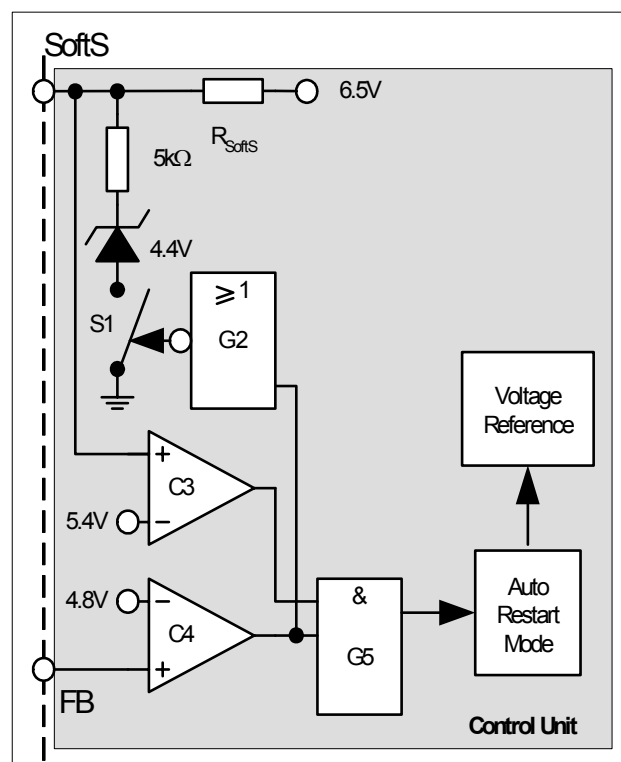 SoftS
6.5V
R_SoftS
5kΩ
4.4V
S1
≥1
G2
Voltage
Reference
+
C3
5.4V
−
4.8V
−
C4
+
&
G5
Auto
Restart
Mode
FB
Control Unit